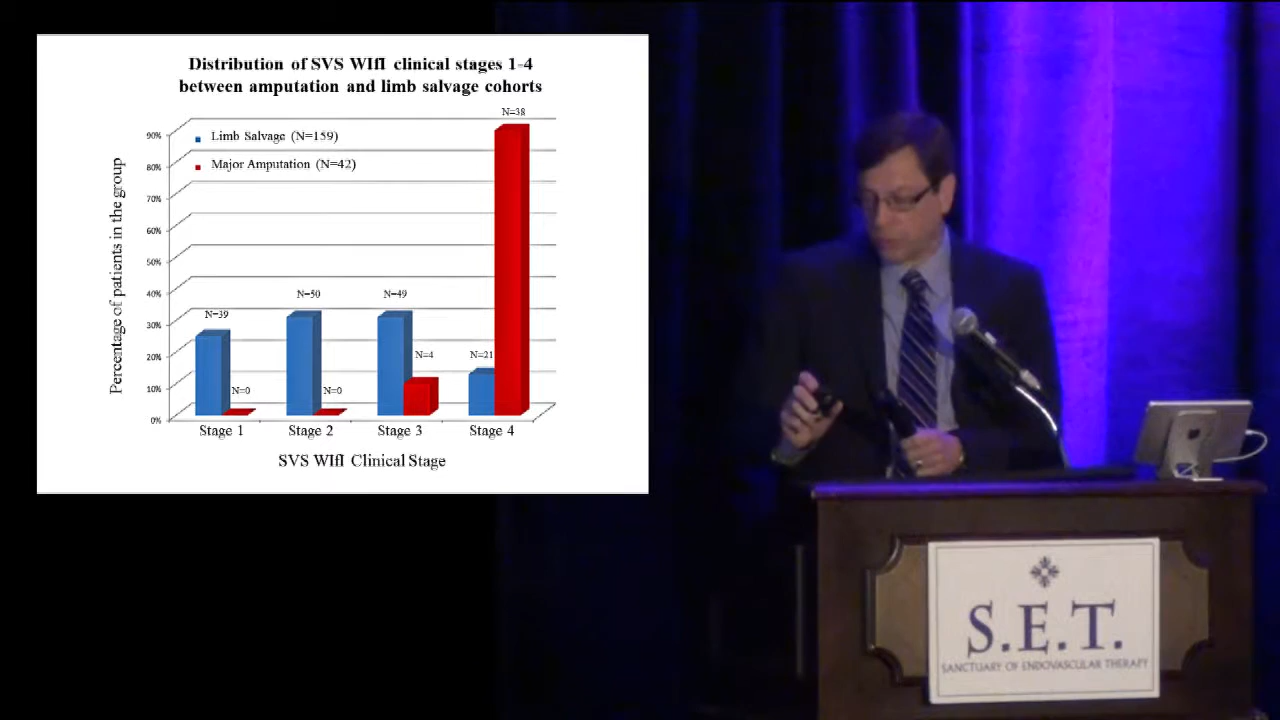 Distribution of SVS WIfI clinical stages 1-4
between amputation and limb salvage cohorts
Percentage of patients in the group
90%
80%
70%
60%
50%
40%
30%
20%
10%
0%
Limb Salvage (N=159)
Major Amputation (N=42)
N=39
N=0
N=50
N=0
N=49
N=4
N=21
N=38
Stage 1
Stage 2
Stage 3
Stage 4
SVS WIfI Clinical Stage
S.E.T.
SANCTUARY OF ENDOVASCULAR THERAPY